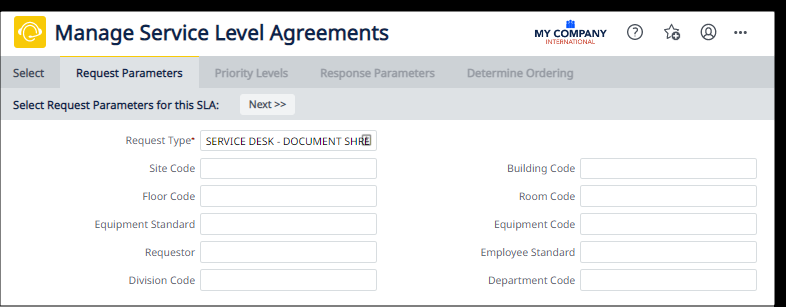 Manage Service Level Agreements
MY COMPANY
INTERNATIONAL
Select Request Parameters Priority Levels Response Parameters Determine Ordering
Select Request Parameters for this SLA: Next >>
Request Type* SERVICE DESK - DOCUMENT SHRE
Site Code Building Code
Floor Code Room Code
Equipment Standard Equipment Code
Requestor Employee Standard
Division Code Department Code